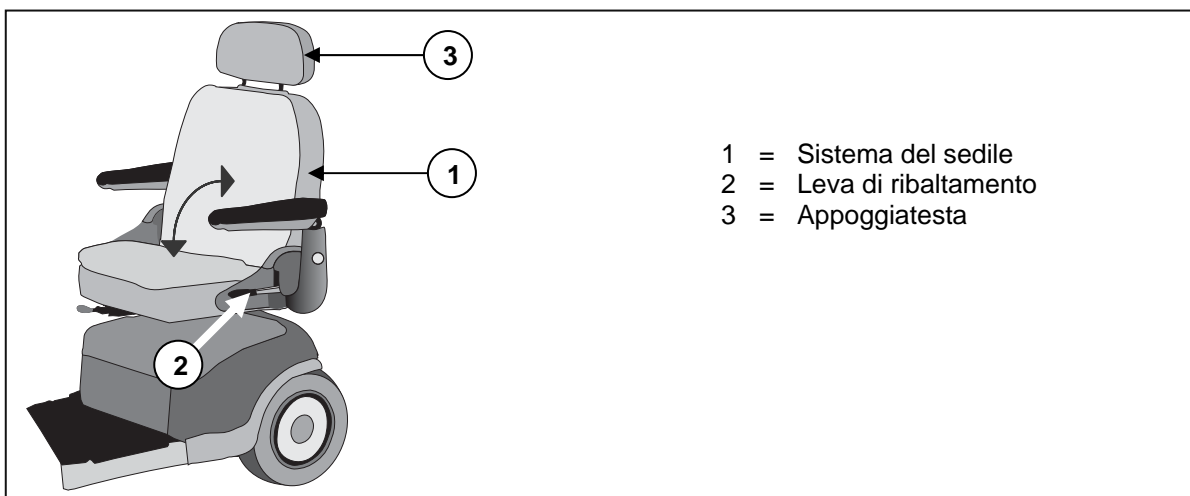 3
1
2
1 = Sistema del sedile
2 = Leva di ribaltamento
3 = Appoggiatesta